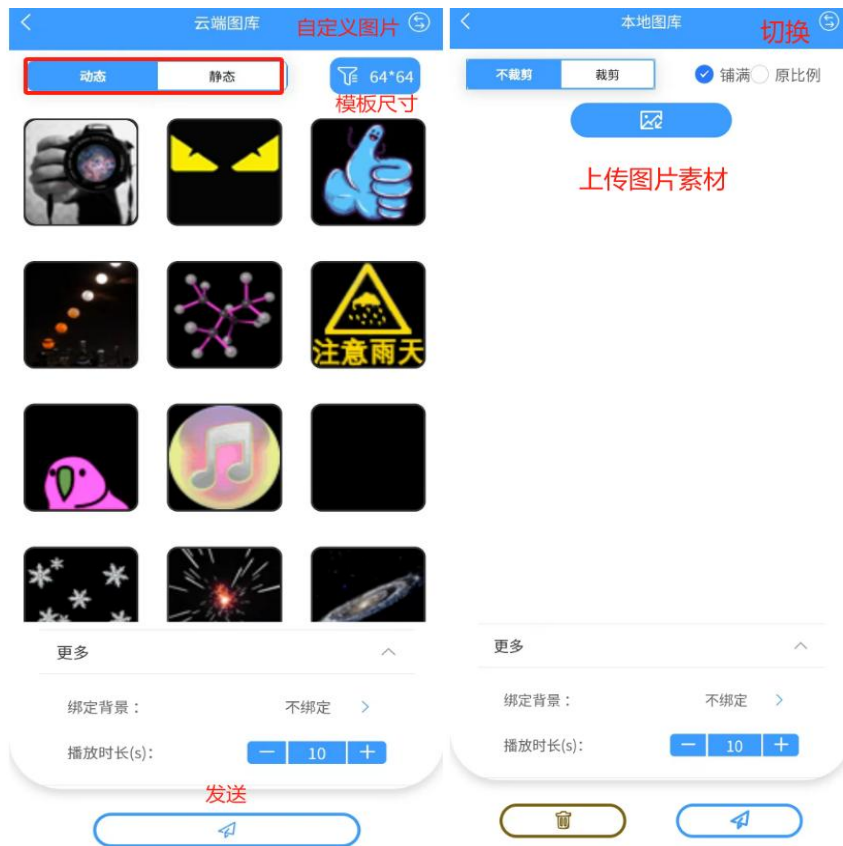 云端图库
自定义图片
动态
静态
64*64
模板尺寸
注意雨天
更多
绑定背景：
不绑定
播放时长(s):
10
发送
本地图库
切换
不裁剪
裁剪
铺满
原比例
上传图片素材
更多
绑定背景：
不绑定
播放时长(s):
10